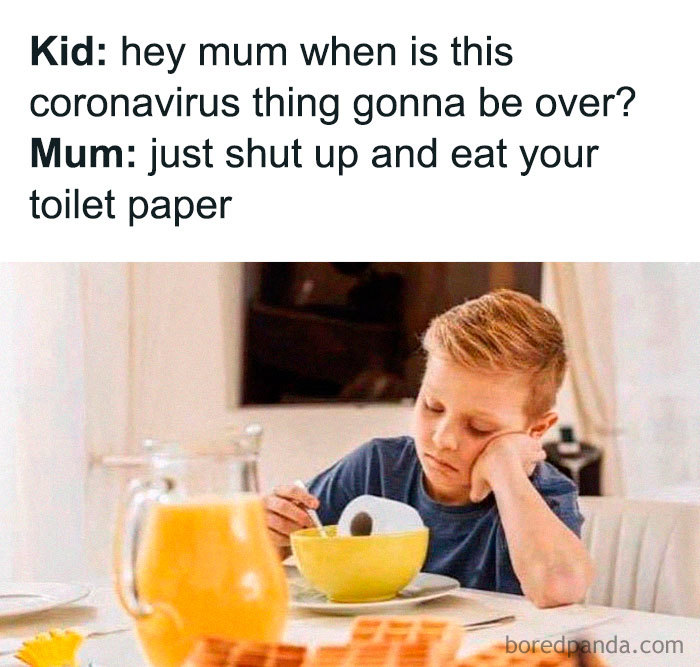 Kid: hey mum when is this
coronavirus thing gonna be over?
Mum: just shut up and eat your
toilet paper
boredpanda.com